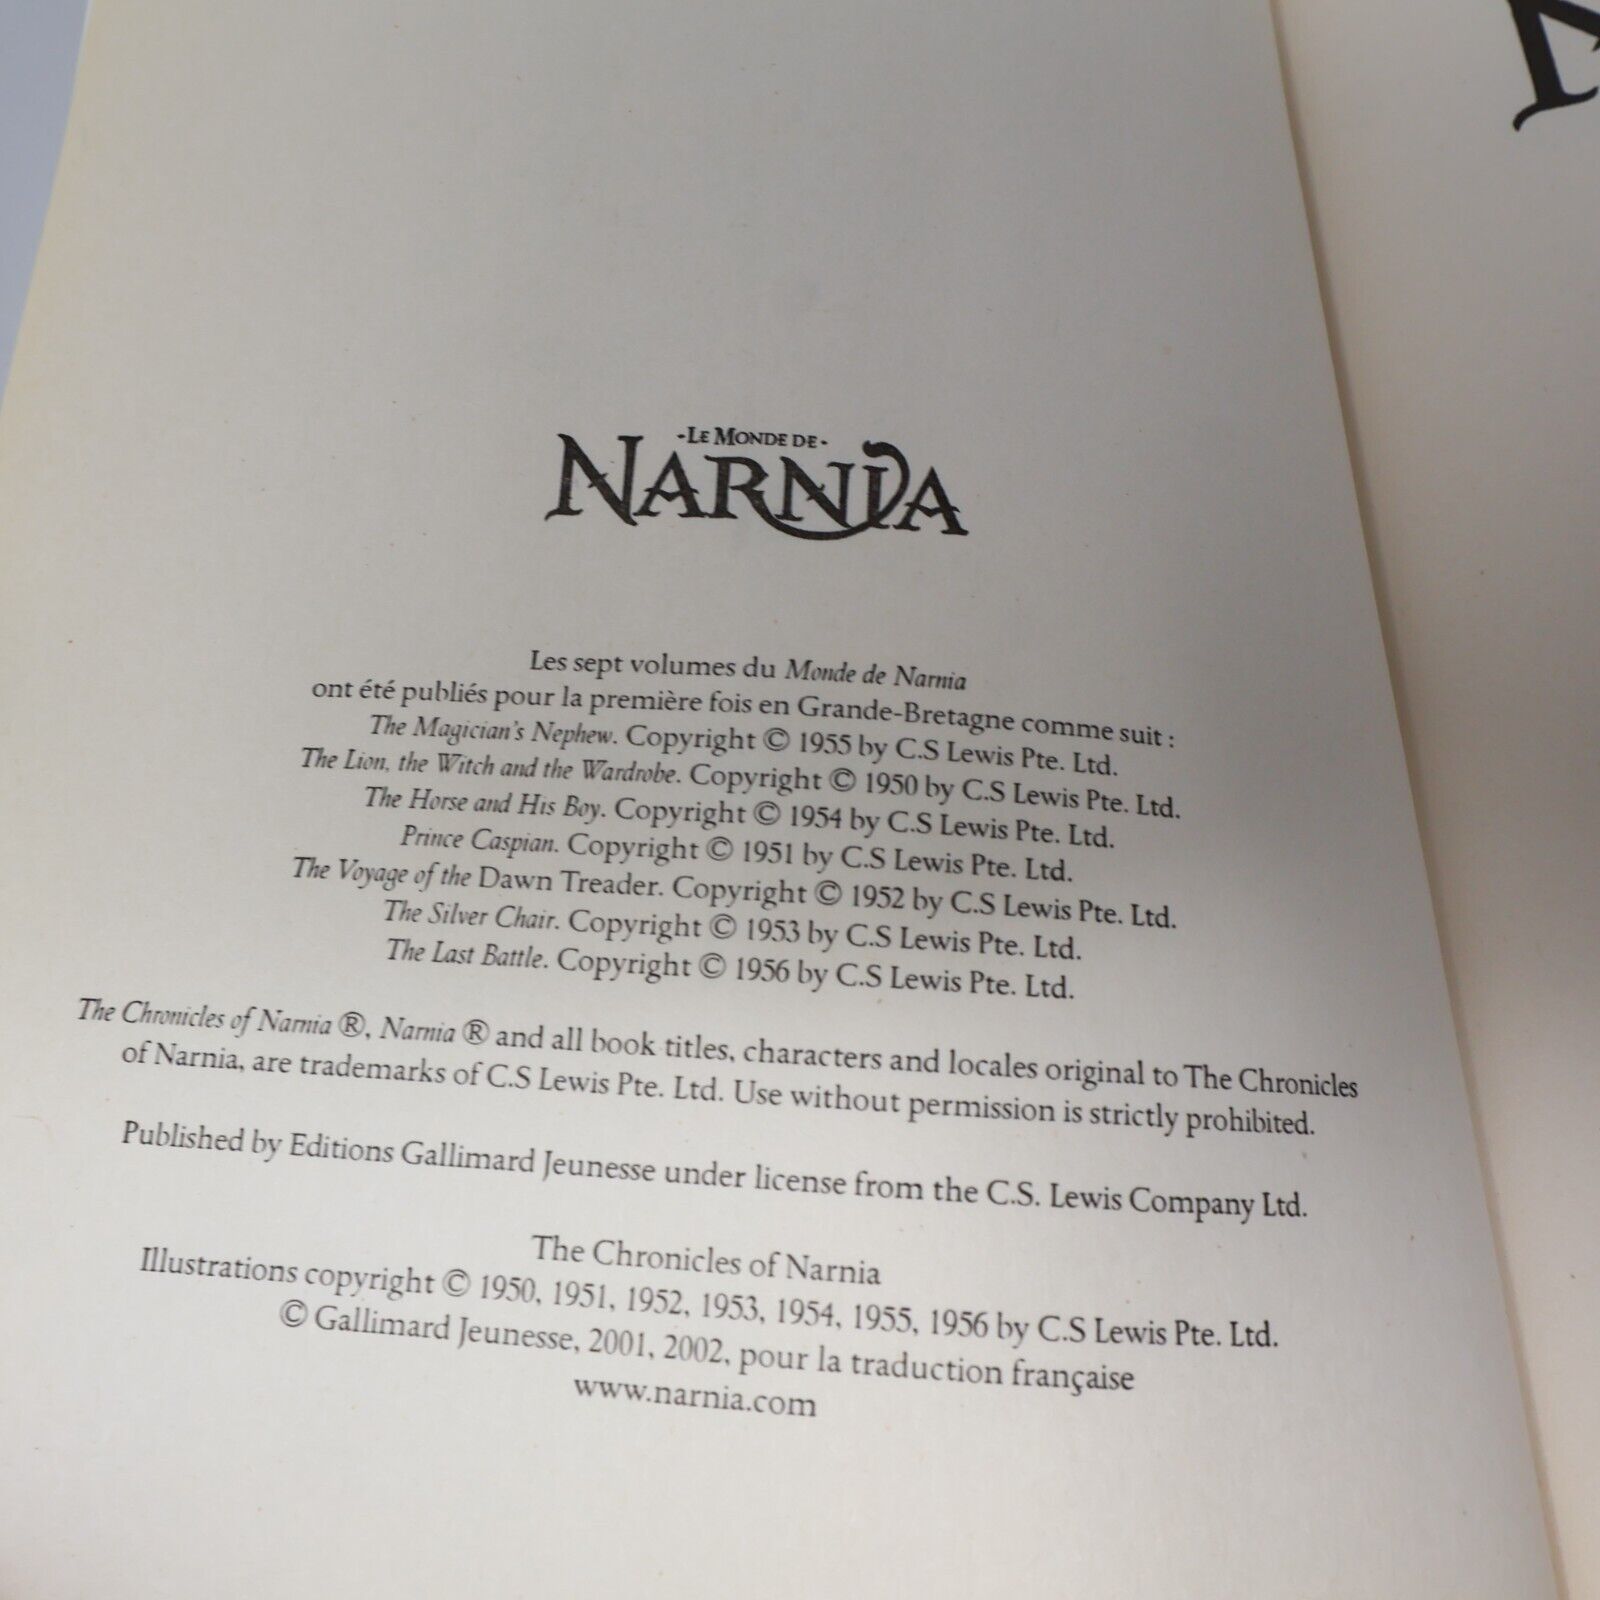 -LE MONDE DE-
NARNIA
Les sept volumes du Monde de Narnia
ont été publiés pour la première fois en Grande-Bretagne comme suit :
The Magician's Nephew. Copyright © 1955 by C.S Lewis Pte. Ltd.
The Lion, the Witch and the Wardrobe. Copyright © 1950 by C.S Lewis Pte. Ltd.
The Horse and His Boy. Copyright © 1954 by C.S Lewis Pte. Ltd.
Prince Caspian. Copyright © 1951 by C.S Lewis Pte. Ltd.
The Voyage of the Dawn Treader. Copyright © 1952 by C.S Lewis Pte. Ltd.
The Silver Chair. Copyright © 1953 by C.S Lewis Pte. Ltd.
The Last Battle. Copyright © 1956 by C.S Lewis Pte. Ltd.
The Chronicles of Narnia ®, Narnia ® and all book titles, characters and locales original to The Chronicles
of Narnia, are trademarks of C.S Lewis Pte. Ltd. Use without permission is strictly prohibited.
Published by Editions Gallimard Jeunesse under license from the C.S. Lewis Company Ltd.
The Chronicles of Narnia
Illustrations copyright © 1950, 1951, 1952, 1953, 1954, 1955, 1956 by C.S Lewis Pte. Ltd.
© Gallimard Jeunesse, 2001, 2002, pour la traduction française
www.narnia.com